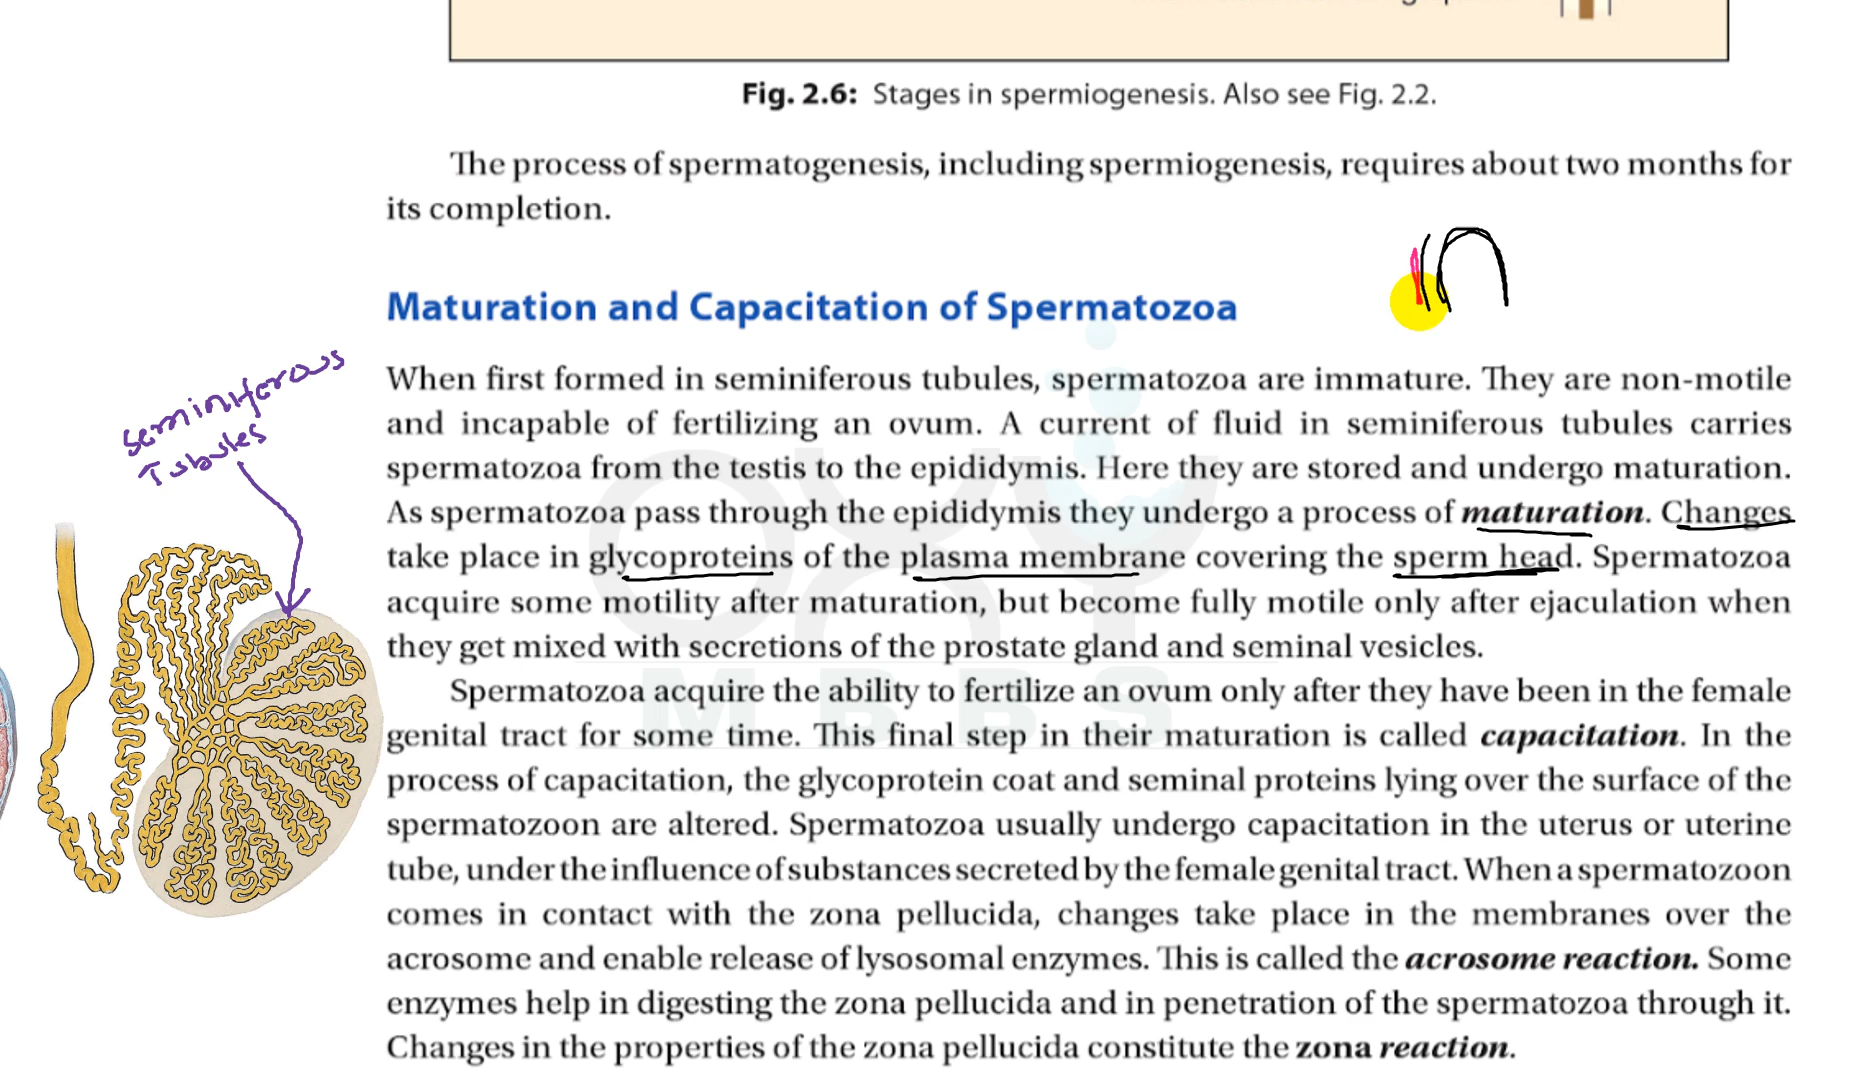 Fig. 2.6: Stages in spermiogenesis. Also see Fig. 2.2.
The process of spermatogenesis, including spermiogenesis, requires about two months for
its completion.
Maturation and Capacitation of Spermatozoa
seminiferous
Tubules
When first formed in seminiferous tubules, spermatozoa are immature. They are non-motile
and incapable of fertilizing an ovum. A current of fluid in seminiferous tubules carries
spermatozoa from the testis to the epididymis. Here they are stored and undergo maturation.
As spermatozoa pass through the epididymis they undergo a process of maturation. Changes
take place in glycoproteins of the plasma membrane covering the sperm head. Spermatozoa
acquire some motility after maturation, but become fully motile only after ejaculation when
they get mixed with secretions of the prostate gland and seminal vesicles.
Spermatozoa acquire the ability to fertilize an ovum only after they have been in the female
genital tract for some time. This final step in their maturation is called capacitation. In the
process of capacitation, the glycoprotein coat and seminal proteins lying over the surface of the
spermatozoon are altered. Spermatozoa usually undergo capacitation in the uterus or uterine
tube, under the influence of substances secreted by the female genital tract. When a spermatozoon
comes in contact with the zona pellucida, changes take place in the membranes over the
acrosome and enable release of lysosomal enzymes. This is called the acrosome reaction. Some
enzymes help in digesting the zona pellucida and in penetration of the spermatozoa through it.
Changes in the properties of the zona pellucida constitute the zona reaction.
MBBS